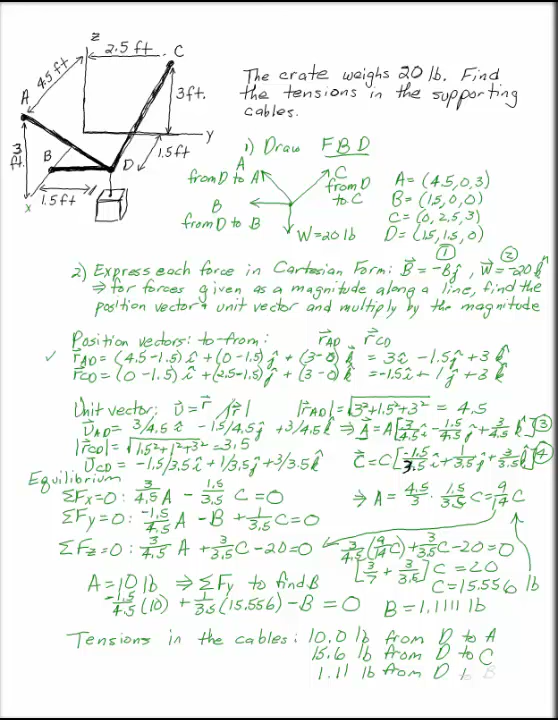 z
2.5 ft
C
4.5 ft
A
3ft.
3 ft.
B
D
y
1.5 ft
x
1.5 ft
The crate weighs 20 lb. Find
the tensions in the supporting
cables.
1) Draw FBD
A
from D to A
C
from D
to C
B
from D to B
W=20 lb
A = (4.5,0,3)
B = (1.5,0,0)
C = (0,2.5,3)
D = (1.5,1.5,0)
① ②
2) Express each force in Cartesian Form: B⃗ = -Bĵ, W⃗ = -20 k̂
⇒ for forces given as a magnitude along a line, find the
position vector & unit vector and multiply by the magnitude
Position vectors: to-from: r⃗AD r⃗CD
✓ r⃗AD = (4.5-1.5) î + (0-1.5) ĵ + (3-0) k̂ = 3î -1.5ĵ +3 k̂
r⃗CD = (0-1.5) î + (2.5-1.5) ĵ + (3-0) k̂ = -1.5î + 1ĵ + 3 k̂
Unit vector: U⃗ = r⃗/|r⃗| |rAD| = √3²+1.5²+3² = 4.5
U⃗AD = 3/4.5 î -1.5/4.5 ĵ +3/4.5 k̂ ⇒ A⃗ = A[3/4.5 î -1.5/4.5 ĵ + 3/4.5 k̂] ③
|r⃗CD| = √1.5²+1²+3² = 3.5
U⃗CD = -1.5/3.5 î + 1/3.5 ĵ + 3/3.5 k̂ C⃗ = C[-1.5/3.5 î + 1/3.5 ĵ + 3/3.5 k̂] ④
Equilibrium
ΣFx=0: 3/4.5 A - 1.5/3.5 C = 0 ⇒ A = 4.5/3 · 1.5/3.5 C = 9/14 C
ΣFy=0: -1.5/4.5 A - B + 1/3.5 C = 0
ΣFz=0: 3/4.5 A + 3/3.5 C - 20 = 0 3/4.5 (9/14 C) + 3/3.5 C - 20 = 0
[3/7 + 3/3.5] C = 20
C = 15.556 lb
A = 10 lb ⇒ ΣFy to find B
-1.5/4.5 (10) + 1/3.5 (15.556) - B = 0 B = 1.1111 lb
Tensions in the cables: 10.0 lb from D to A
15.6 lb from D to C
1.11 lb from D to B